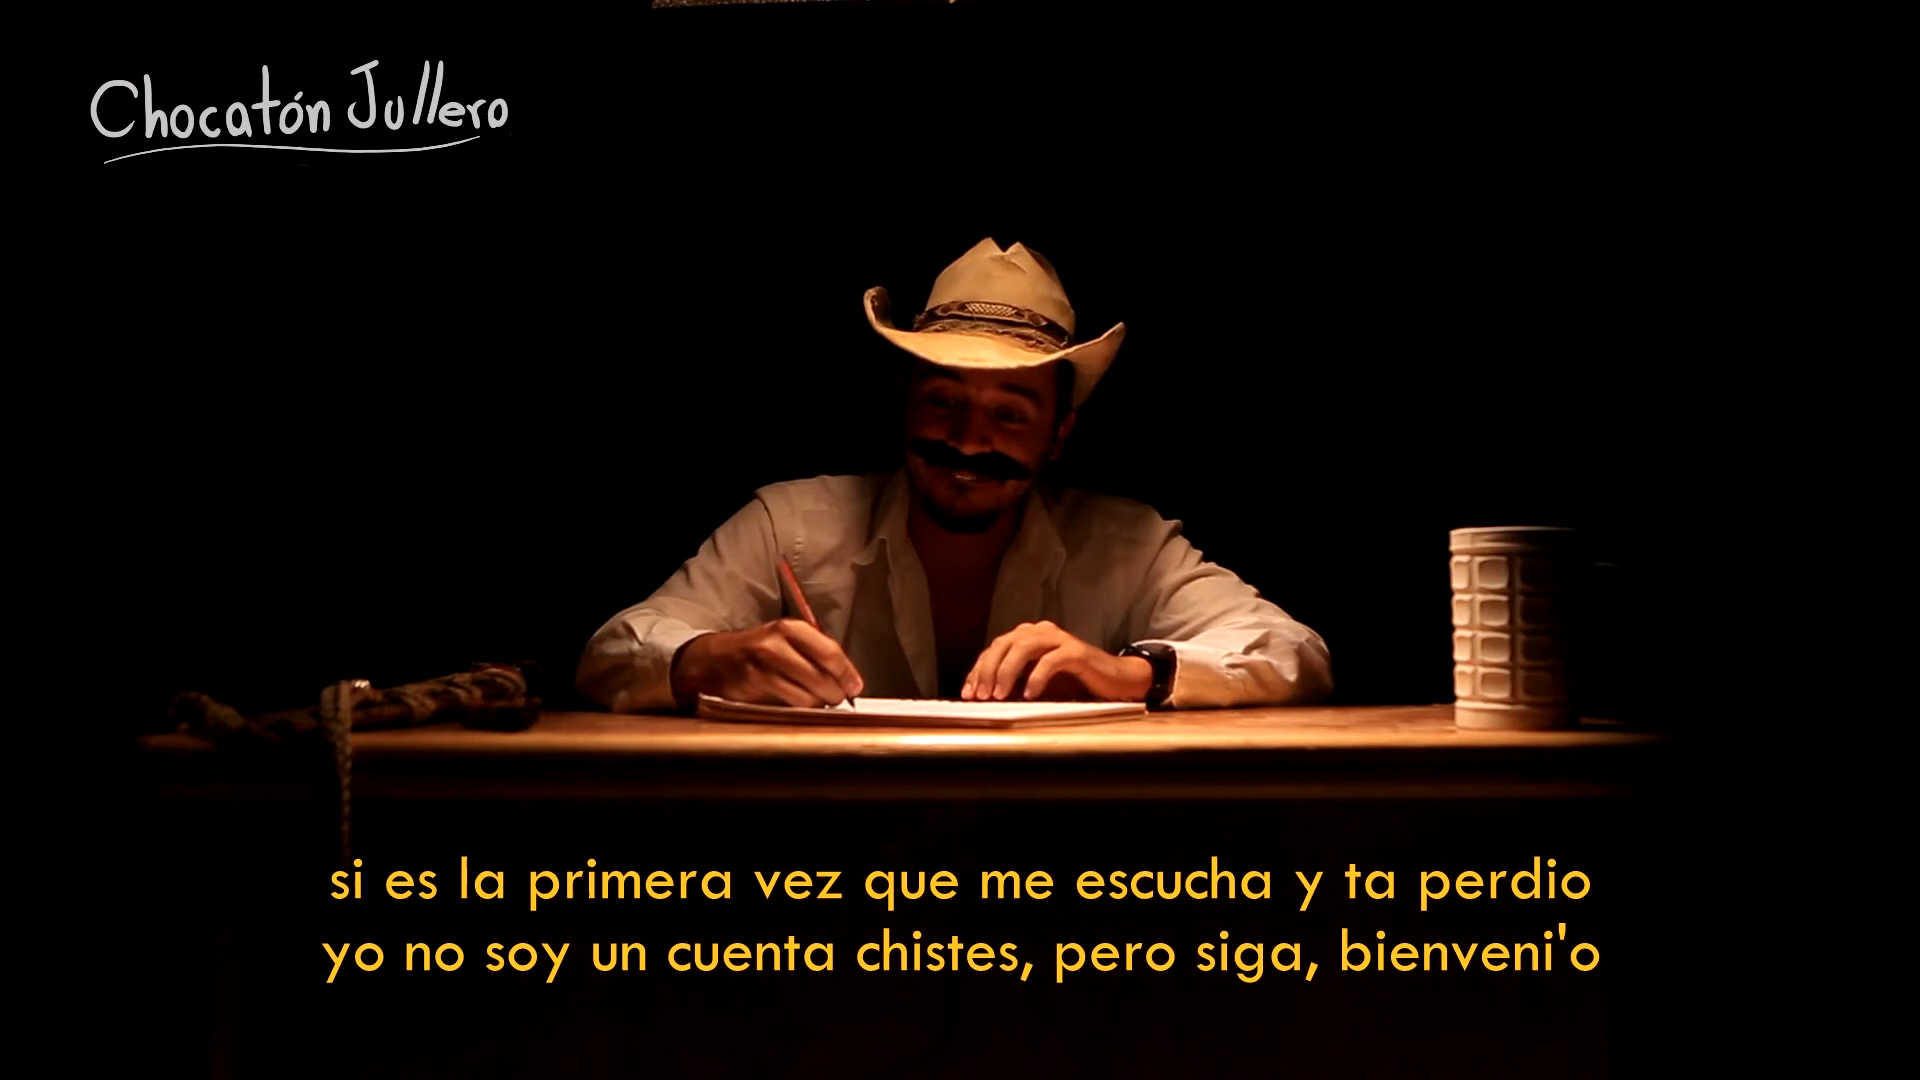 Chocatón Jullero
si es la primera vez que me escucha y ta perdio
yo no soy un cuenta chistes, pero siga, bienveni'o